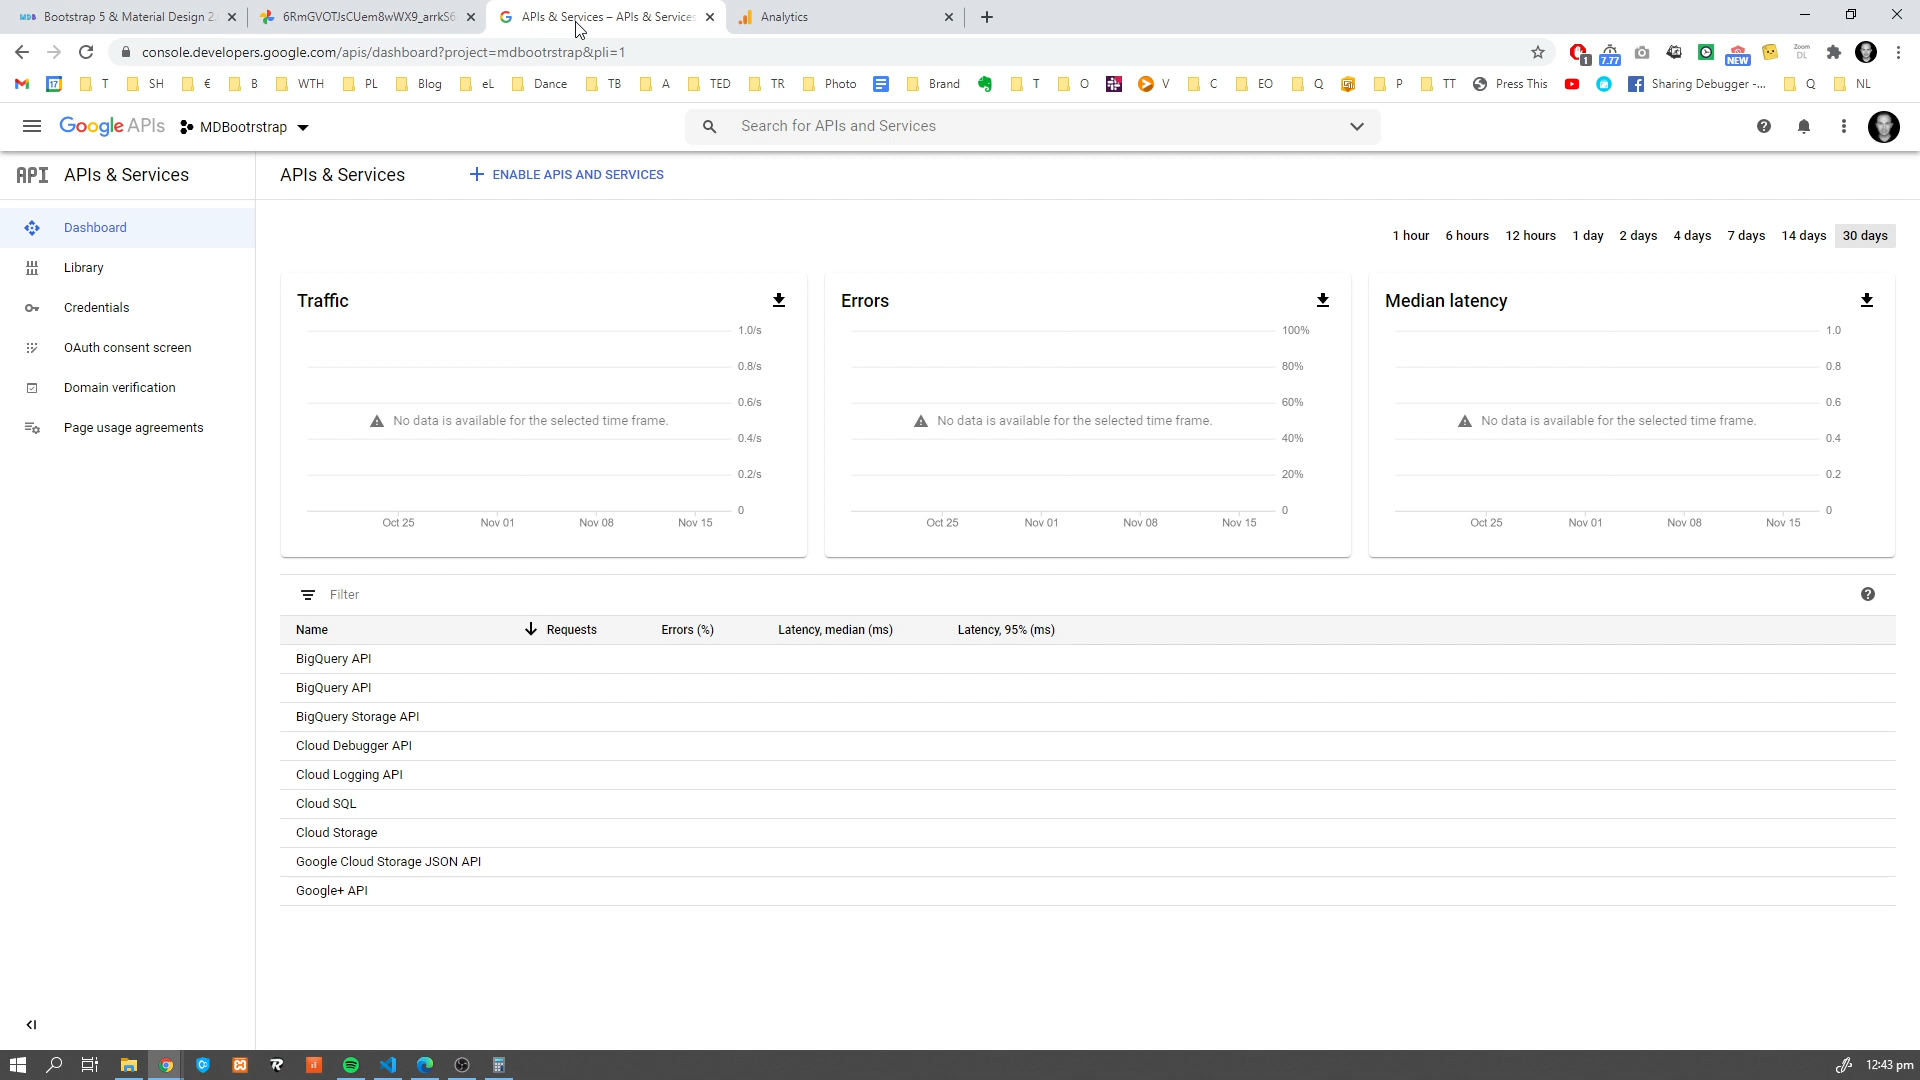 Bootstrap 5 & Material Design 2.
6RmGVOTJsCUem8wWX9_arrkS6
APIs & Services – APIs & Services
Analytics
console.developers.google.com/apis/dashboard?project=mdbootrstrap&pli=1
1
7.77
NEW
Zoom
DL
17
T
SH
€
B
WTH
PL
Blog
eL
Dance
TB
A
TED
TR
Photo
Brand
T
O
V
C
EO
Q
P
TT
Press This
Sharing Debugger -...
Q
NL
Google APIs
MDBootrstrap
Search for APIs and Services
API
APIs & Services
APIs & Services
ENABLE APIS AND SERVICES
Dashboard
Library
Credentials
OAuth consent screen
Domain verification
Page usage agreements
1 hour
6 hours
12 hours
1 day
2 days
4 days
7 days
14 days
30 days
Traffic
1.0/s
0.8/s
0.6/s
No data is available for the selected time frame.
0.4/s
0.2/s
0
Oct 25
Nov 01
Nov 08
Nov 15
Errors
100%
80%
60%
No data is available for the selected time frame.
40%
20%
0
Oct 25
Nov 01
Nov 08
Nov 15
Median latency
1.0
0.8
0.6
No data is available for the selected time frame.
0.4
0.2
0
Oct 25
Nov 01
Nov 08
Nov 15
Filter
Name
Requests
Errors (%)
Latency, median (ms)
Latency, 95% (ms)
BigQuery API
BigQuery API
BigQuery Storage API
Cloud Debugger API
Cloud Logging API
Cloud SQL
Cloud Storage
Google Cloud Storage JSON API
Google+ API
12:43 pm